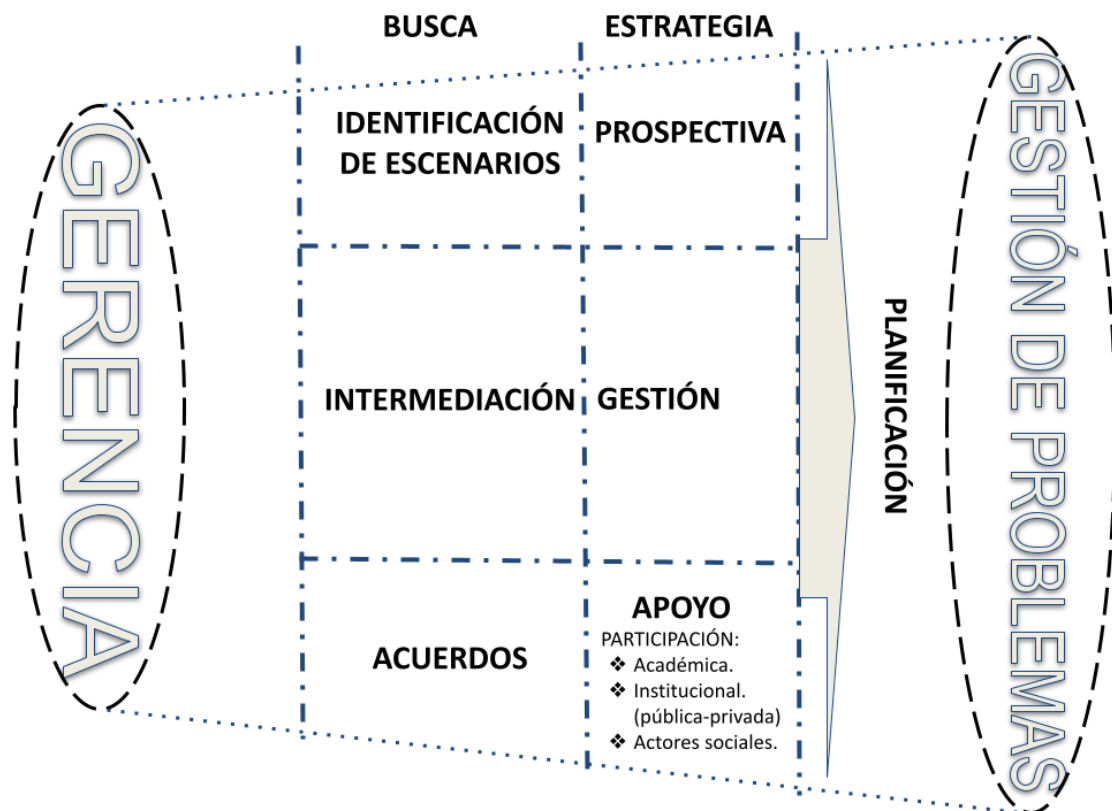 BUSCA
ESTRATEGIA
GERENCIA
IDENTIFICACIÓN
DE ESCENARIOS
PROSPECTIVA
INTERMEDIACIÓN
GESTIÓN
ACUERDOS
APOYO
PARTICIPACIÓN:
❖ Académica.
❖ Institucional.
(pública-privada)
❖ Actores sociales.
PLANIFICACIÓN
GESTIÓN DE PROBLEMAS